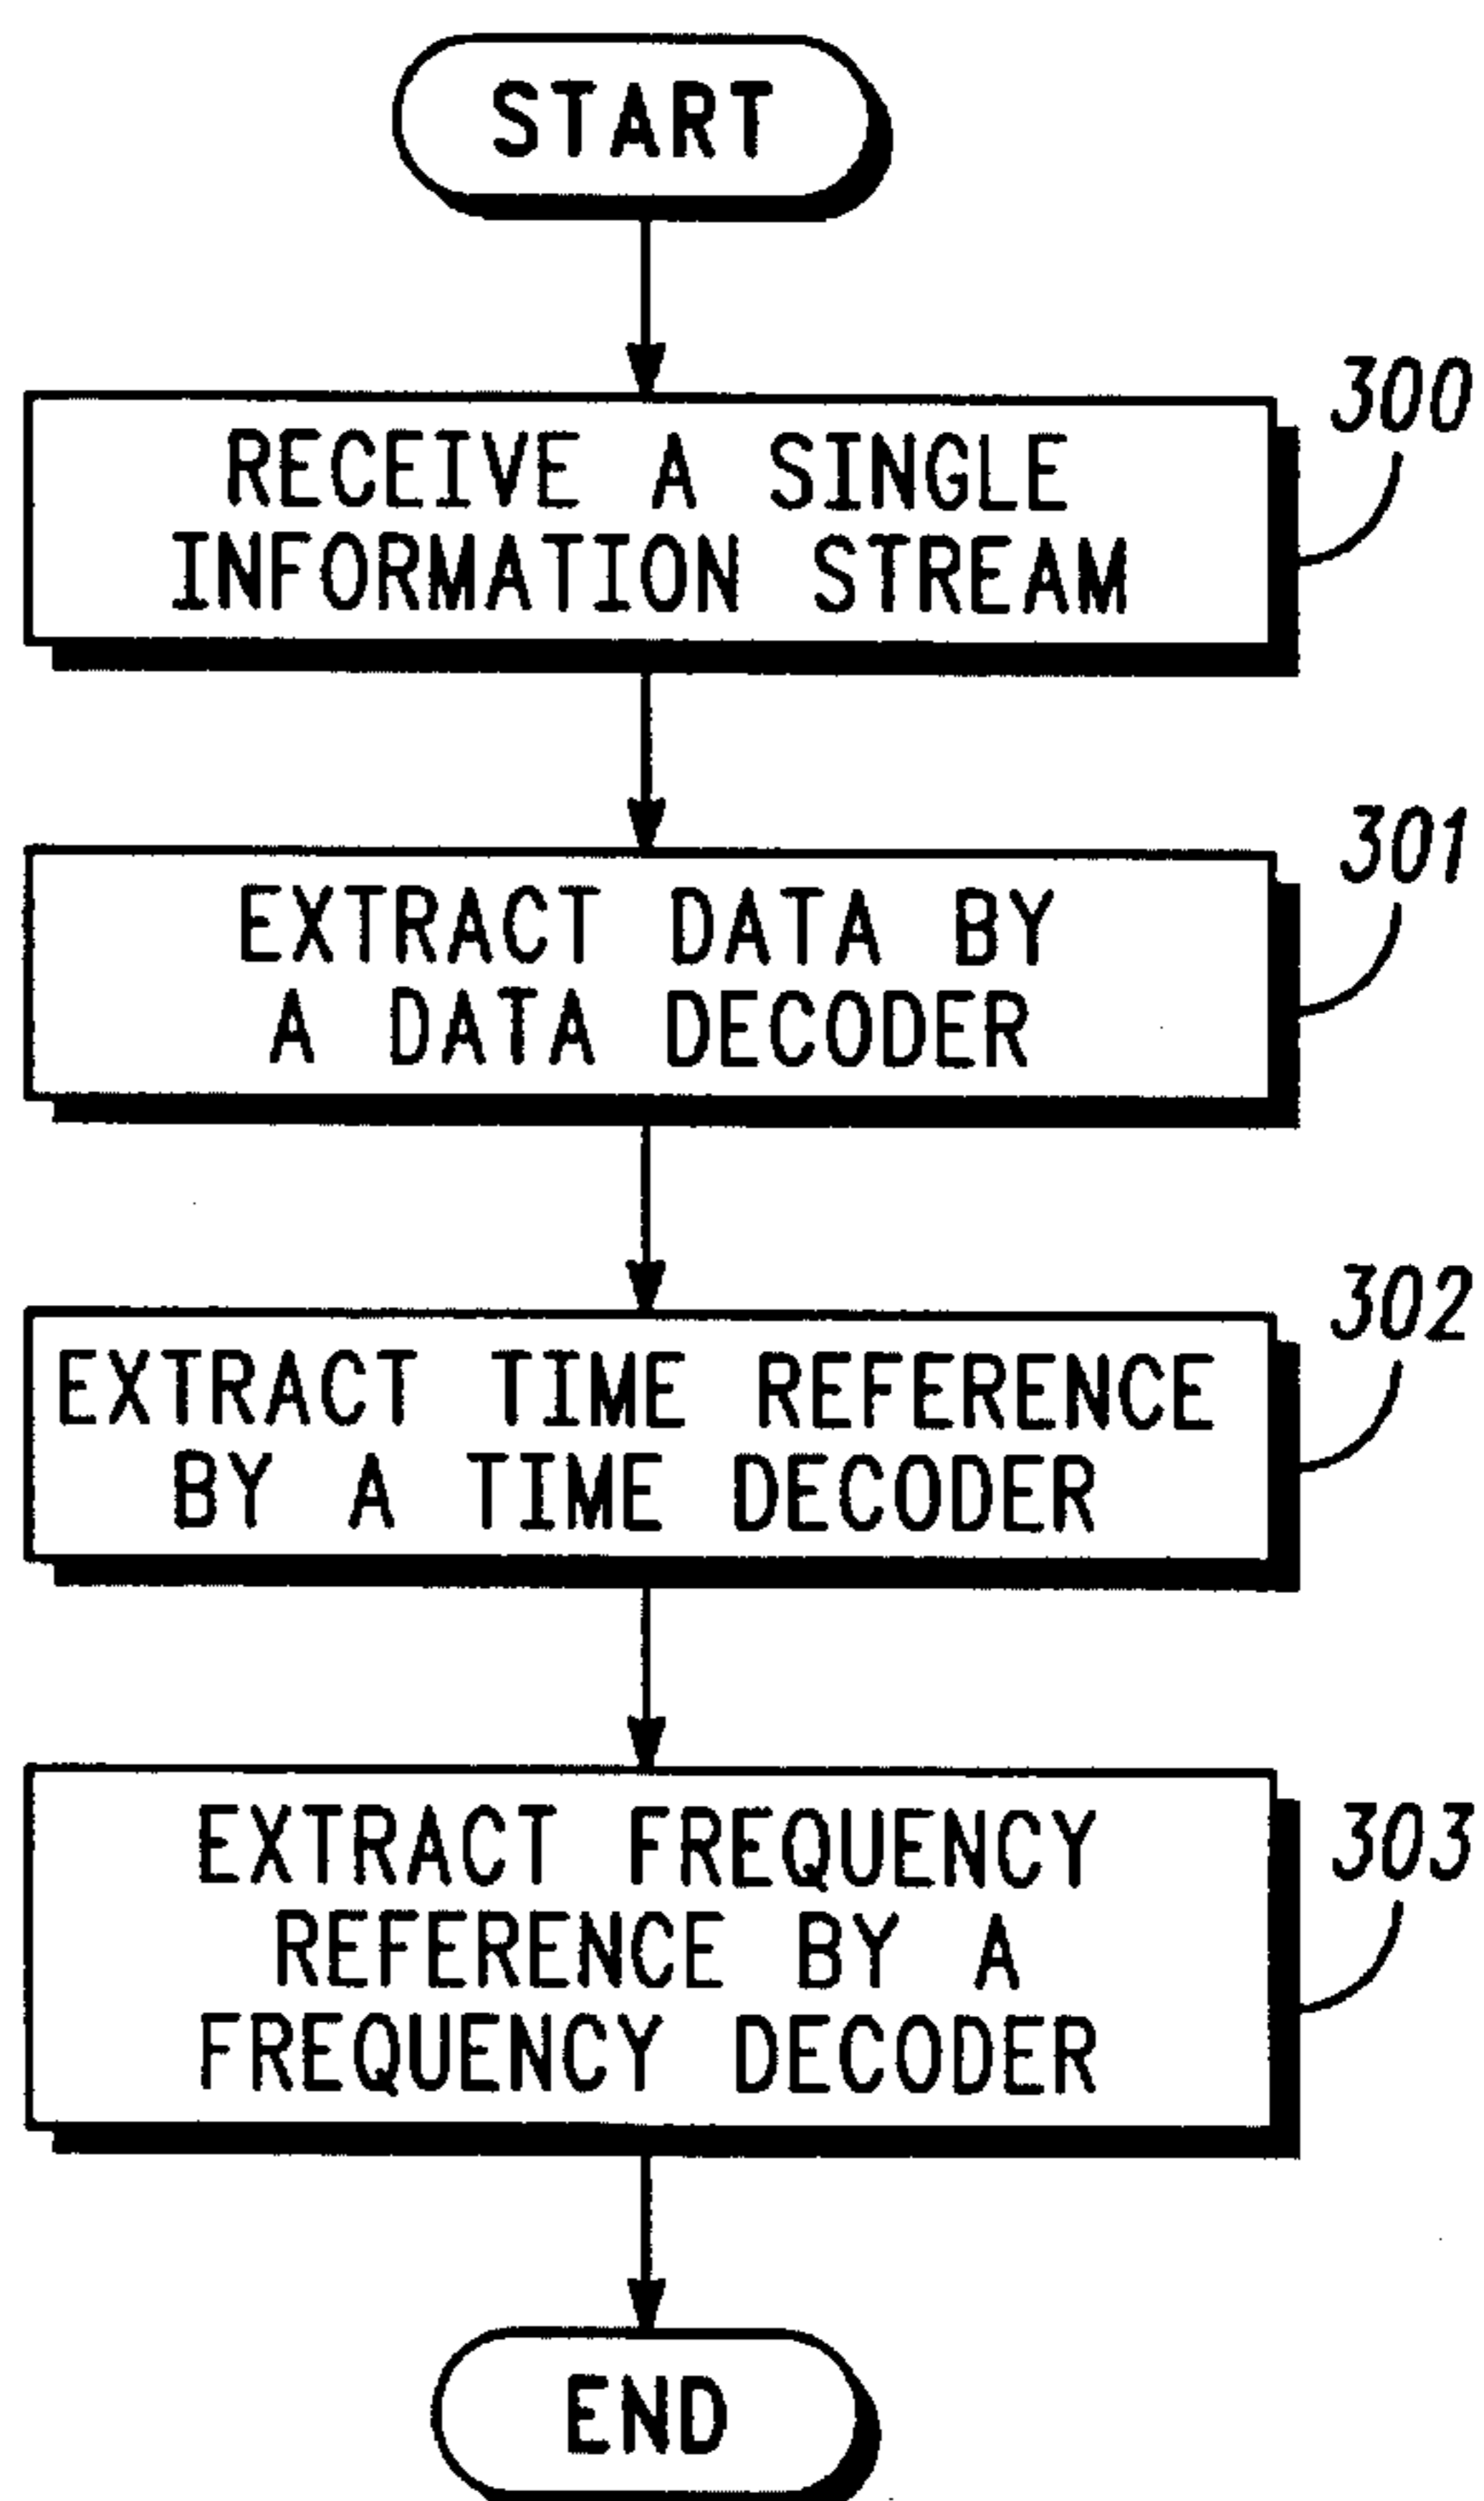 START
300
RECEIVE A SINGLE
INFORMATION STREAM
301
EXTRACT DATA BY
A DATA DECODER
302
EXTRACT TIME REFERENCE
BY A TIME DECODER
303
EXTRACT FREQUENCY
REFERENCE BY A
FREQUENCY DECODER
END